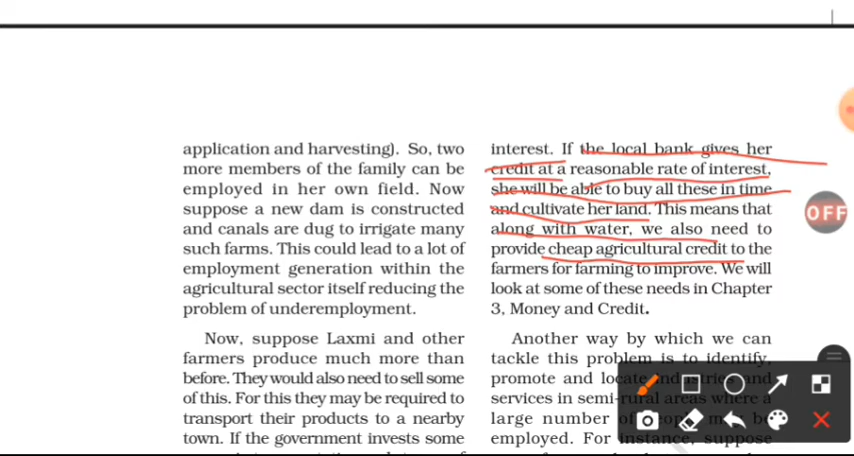 application and harvesting). So, two
more members of the family can be
employed in her own field. Now
suppose a new dam is constructed
and canals are dug to irrigate many
such farms. This could lead to a lot of
employment generation within the
agricultural sector itself reducing the
problem of underemployment.
Now, suppose Laxmi and other
farmers produce much more than
before. They would also need to sell some
of this. For this they may be required to
transport their products to a nearby
town. If the government invests some
interest. If the local bank gives her
credit at a reasonable rate of interest,
she will be able to buy all these in time
and cultivate her land. This means that
along with water, we also need to
provide cheap agricultural credit to the
farmers for farming to improve. We will
look at some of these needs in Chapter
3, Money and Credit.
Another way by which we can
tackle this problem is to identify,
promote and locate industries and
services in semi-rural areas where a
large number of people may be
employed. For instance, suppose
OFF